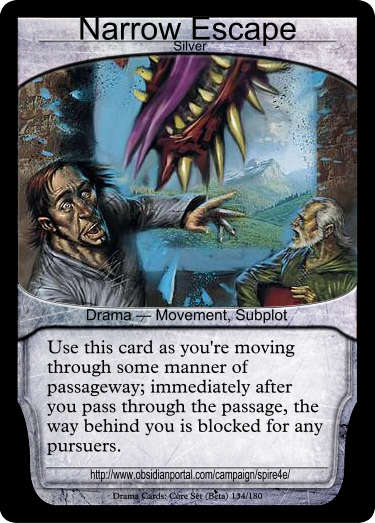 Narrow Escape
Silver
Drama — Movement, Subplot
Use this card as you're moving
through some manner of
passageway; immediately after
you pass through the passage, the
way behind you is blocked for any
pursuers.
http://www.obsidianportal.com/campaign/spire4e/
Drama Cards: Core Set (Beta) 134/180